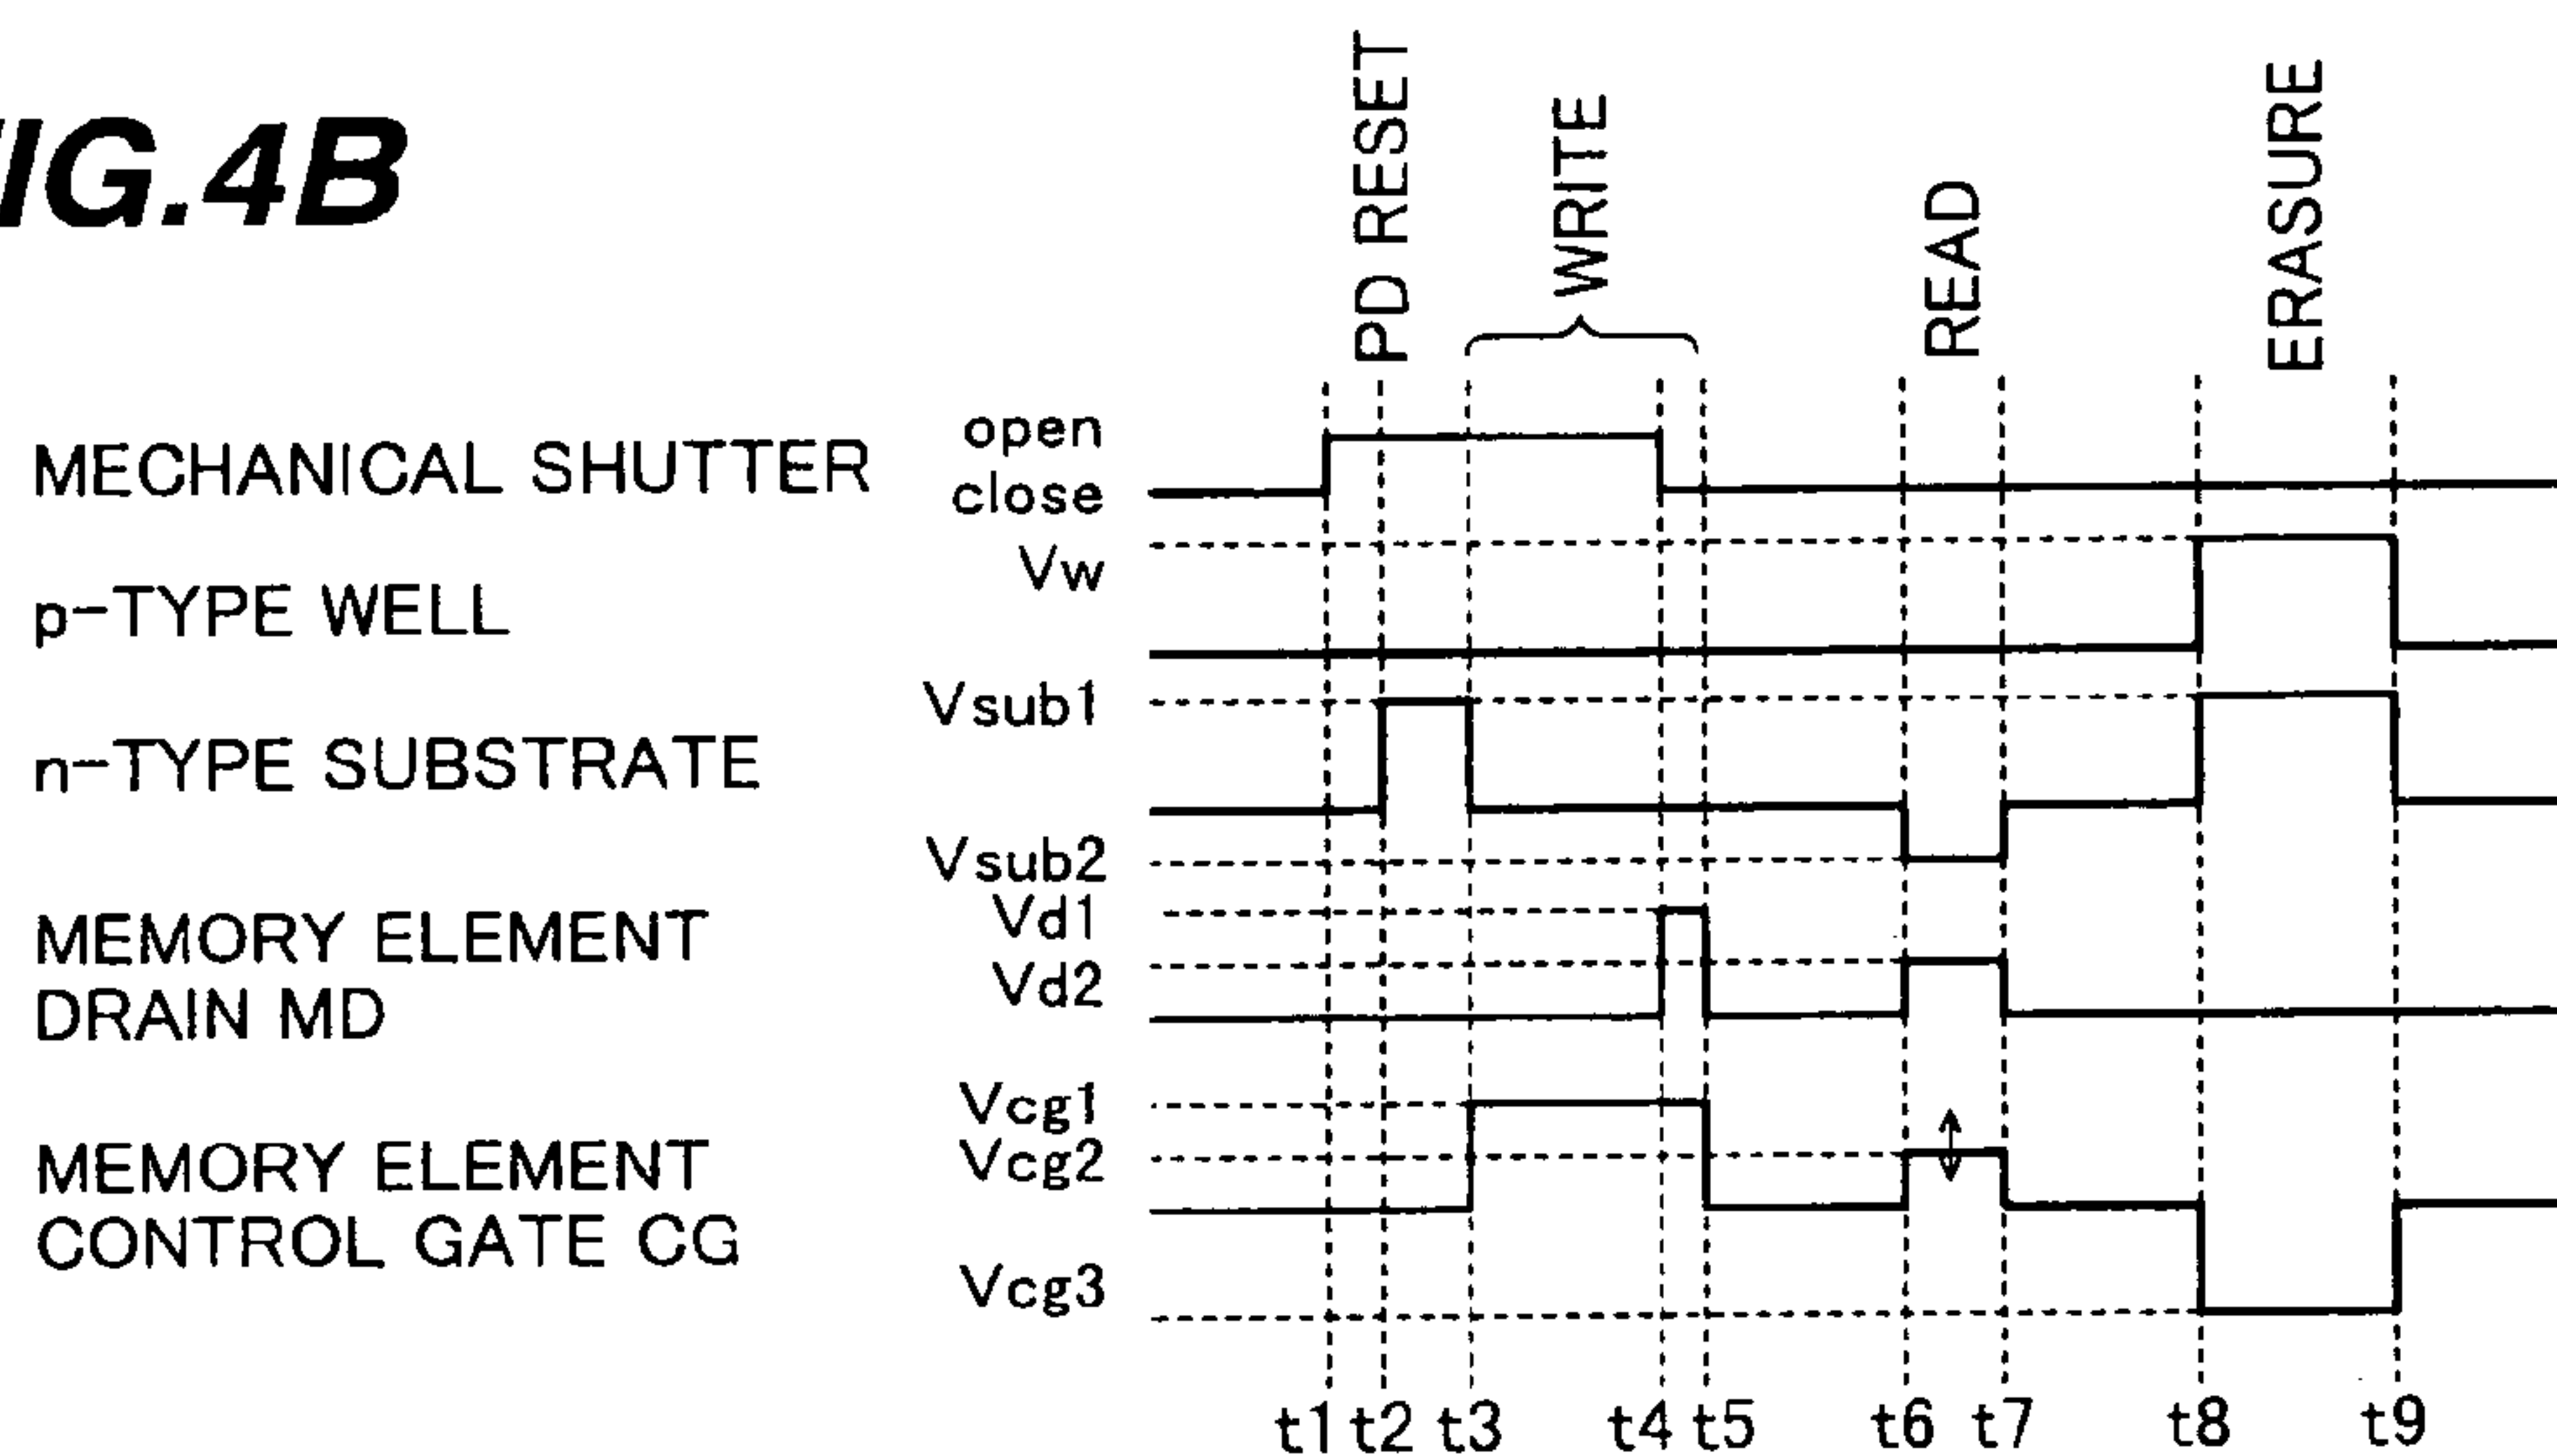 IG.4B
PD RESET
WRITE
READ
ERASURE
MECHANICAL SHUTTER
open
close
p-TYPE WELL
Vw
n-TYPE SUBSTRATE
Vsub1
Vsub2
MEMORY ELEMENT
DRAIN MD
Vd1
Vd2
MEMORY ELEMENT
CONTROL GATE CG
Vcg1
Vcg2
Vcg3
t1 t2 t3 t4 t5 t6 t7 t8 t9